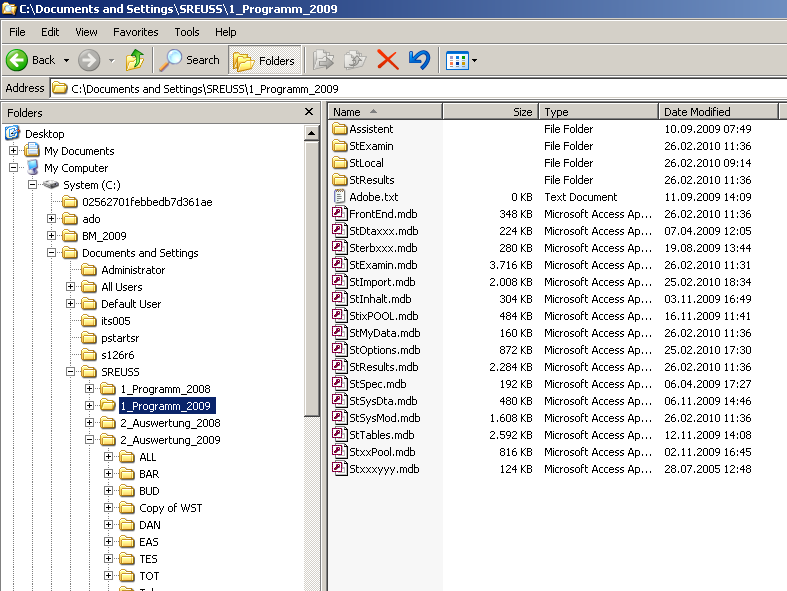 C:\Documents and Settings\SREUSS\1_Programm_2009
File Edit View Favorites Tools Help
Back Search Folders
Address C:\Documents and Settings\SREUSS\1_Programm_2009
Folders
Desktop
My Documents
My Computer
System (C:)
02562701febbedb7d361ae
ado
BM_2009
Documents and Settings
Administrator
All Users
Default User
its005
pstartsr
s126r6
SREUSS
1_Programm_2008
1_Programm_2009
2_Auswertung_2008
2_Auswertung_2009
ALL
BAR
BUD
Copy of WST
DAN
EAS
TES
TOT
Name Size Type Date Modified
Assistent File Folder 10.09.2009 07:49
StExamin File Folder 26.02.2010 11:36
StLocal File Folder 26.02.2010 09:14
StResults File Folder 26.02.2010 11:36
Adobe.txt 0 KB Text Document 11.09.2009 14:09
FrontEnd.mdb 348 KB Microsoft Access Ap... 26.02.2010 11:36
StDtaxxx.mdb 224 KB Microsoft Access Ap... 07.04.2009 12:05
Sterbxxx.mdb 280 KB Microsoft Access Ap... 19.08.2009 13:44
StExamin.mdb 3.716 KB Microsoft Access Ap... 26.02.2010 11:31
StImport.mdb 2.008 KB Microsoft Access Ap... 25.02.2010 18:34
StInhalt.mdb 304 KB Microsoft Access Ap... 03.11.2009 16:49
StixPOOL.mdb 484 KB Microsoft Access Ap... 16.11.2009 11:41
StMyData.mdb 160 KB Microsoft Access Ap... 26.02.2010 11:36
StOptions.mdb 872 KB Microsoft Access Ap... 25.02.2010 17:30
StResults.mdb 2.284 KB Microsoft Access Ap... 26.02.2010 11:36
StSpec.mdb 192 KB Microsoft Access Ap... 06.04.2009 17:27
StSysDta.mdb 480 KB Microsoft Access Ap... 06.11.2009 14:46
StSysMod.mdb 1.608 KB Microsoft Access Ap... 26.02.2010 11:36
StTables.mdb 2.592 KB Microsoft Access Ap... 12.11.2009 14:08
StxxPool.mdb 816 KB Microsoft Access Ap... 02.11.2009 16:45
Stxxxyyy.mdb 124 KB Microsoft Access Ap... 28.07.2005 12:48